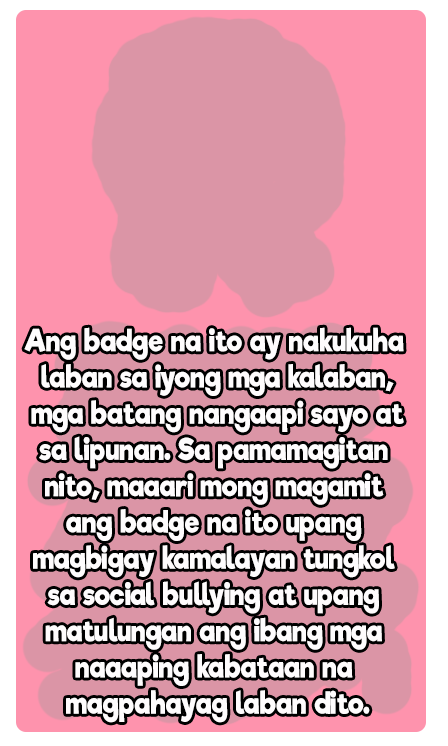 Ang badge na ito ay nakukuha
laban sa iyong mga kalaban,
mga batang nangaapi sayo at
sa lipunan. Sa pamamagitan
nito, maaari mong magamit
ang badge na ito upang
magbigay kamalayan tungkol
sa social bullying at upang
matulungan ang ibang mga
naaaping kabataan na
magpahayag laban dito.